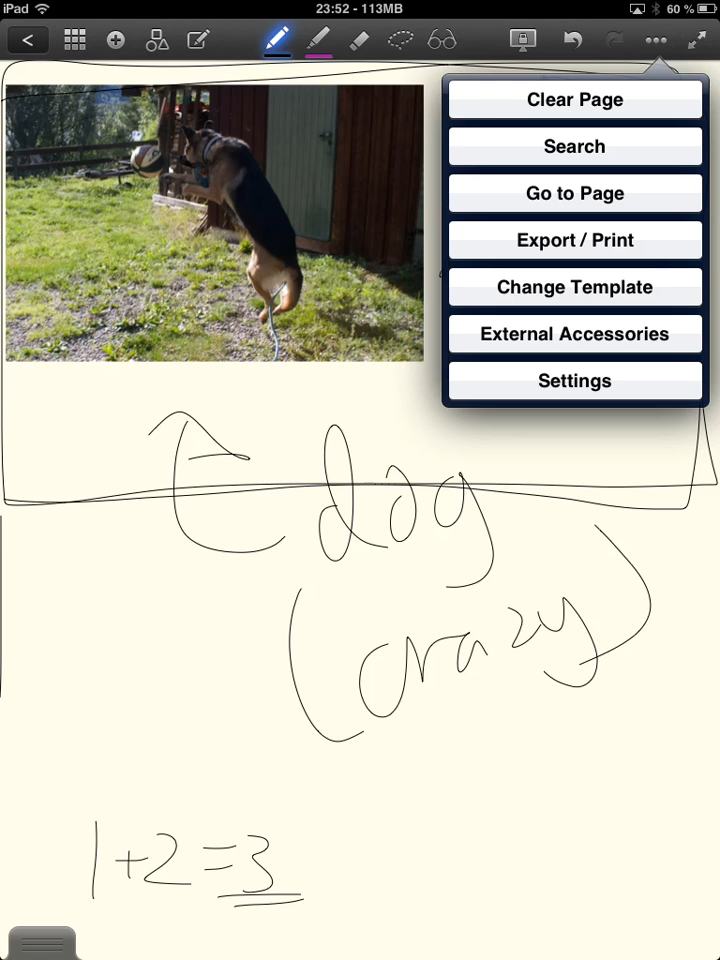 iPad 23:52 - 113MB 60 %
<
Clear Page
Search
Go to Page
Export / Print
Change Template
External Accessories
Settings
dog
(crazy)
1+2=3